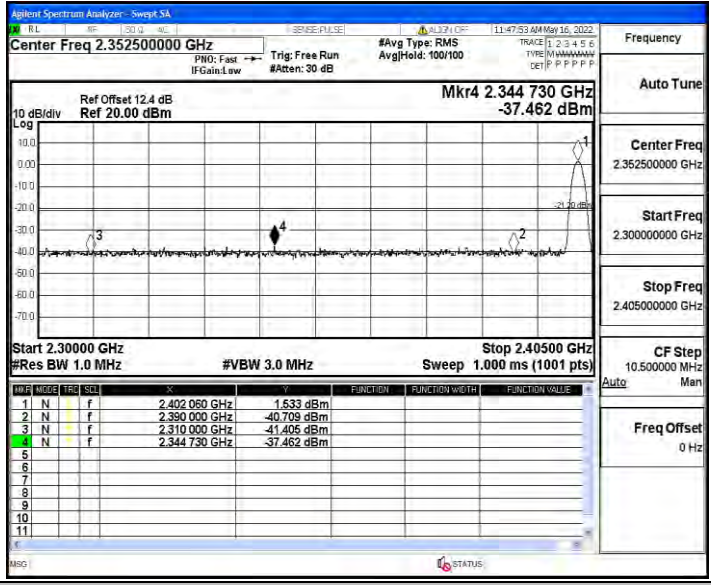 Agilent Spectrum Analyzer - Swept SA
RL RF 50 Ω AC SENSE:PULSE ALIGN OFF 11:47:53 AM May 16, 2022
Center Freq 2.352500000 GHz
PNO: Fast
IFGain:Low
Trig: Free Run
#Atten: 30 dB
#Avg Type: RMS
Avg|Hold: 100/100
TRACE 1 2 3 4 5 6
TYPE MWWWWW
DET P P P P P P
Frequency
Auto Tune
Center Freq
2.352500000 GHz
Start Freq
2.300000000 GHz
Stop Freq
2.405000000 GHz
CF Step
10.500000 MHz
Auto Man
Freq Offset
0 Hz
Mkr4 2.344 730 GHz
-37.462 dBm
Ref Offset 12.4 dB
10 dB/div Ref 20.00 dBm
Log
10.0
0.00
-10.0
-20.0
-30.0
-40.0
-50.0
-60.0
-70.0
1
-21.20 dBm
2
3
4
Start 2.30000 GHz Stop 2.40500 GHz
#Res BW 1.0 MHz #VBW 3.0 MHz Sweep 1.000 ms (1001 pts)
MKR MODE TRC SCL X Y FUNCTION FUNCTION WIDTH FUNCTION VALUE
1 N f 2.402 060 GHz 1.533 dBm
2 N f 2.390 000 GHz -40.709 dBm
3 N f 2.310 000 GHz -41.405 dBm
4 N f 2.344 730 GHz -37.462 dBm
5
6
7
8
9
10
11
MSG STATUS